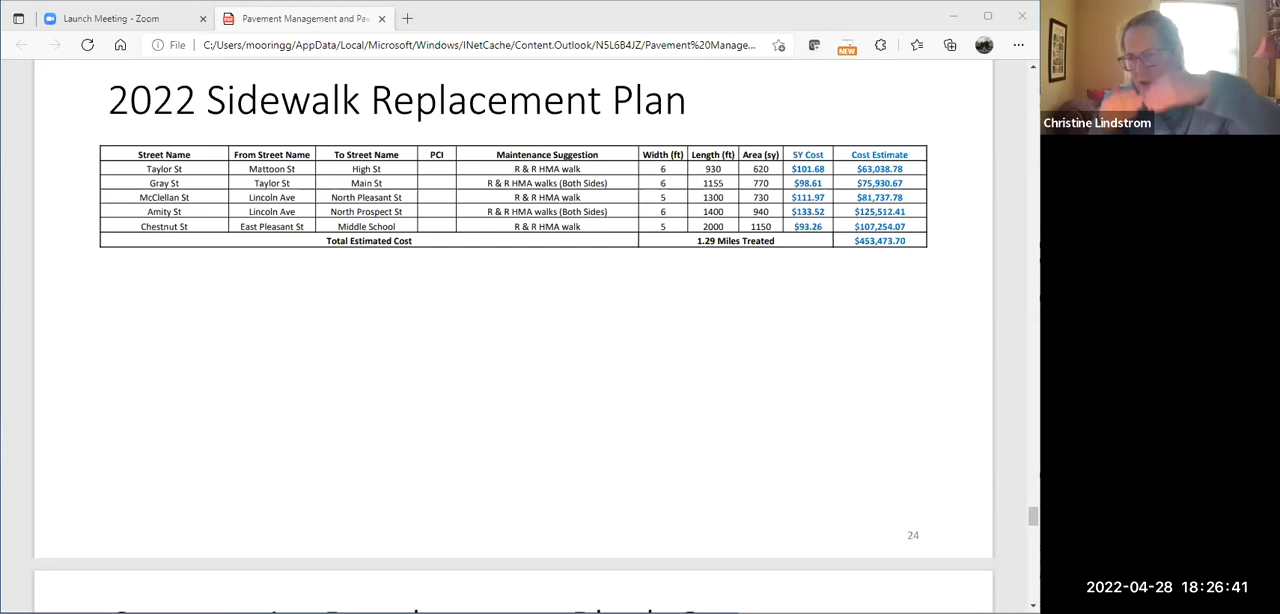 Launch Meeting - Zoom
Pavement Management and Pav
File
C:/Users/mooringg/AppData/Local/Microsoft/Windows/INetCache/Content.Outlook/N5L6B4JZ/Pavement%20Manage...
NEW
2022 Sidewalk Replacement Plan
Street Name From Street Name To Street Name PCI Maintenance Suggestion Width (ft) Length (ft) Area (sy) SY Cost Cost Estimate
Taylor St Mattoon St High St R & R HMA walk 6 930 620 $101.68 $63,038.78
Gray St Taylor St Main St R & R HMA walks (Both Sides) 6 1155 770 $98.61 $75,930.67
McClellan St Lincoln Ave North Pleasant St R & R HMA walk 5 1300 730 $111.97 $81,737.78
Amity St Lincoln Ave North Prospect St R & R HMA walks (Both Sides) 6 1400 940 $133.52 $125,512.41
Chestnut St East Pleasant St Middle School R & R HMA walk 5 2000 1150 $93.26 $107,254.07
Total Estimated Cost 1.29 Miles Treated $453,473.70
24
Christine Lindstrom
2022-04-28 18:26:41